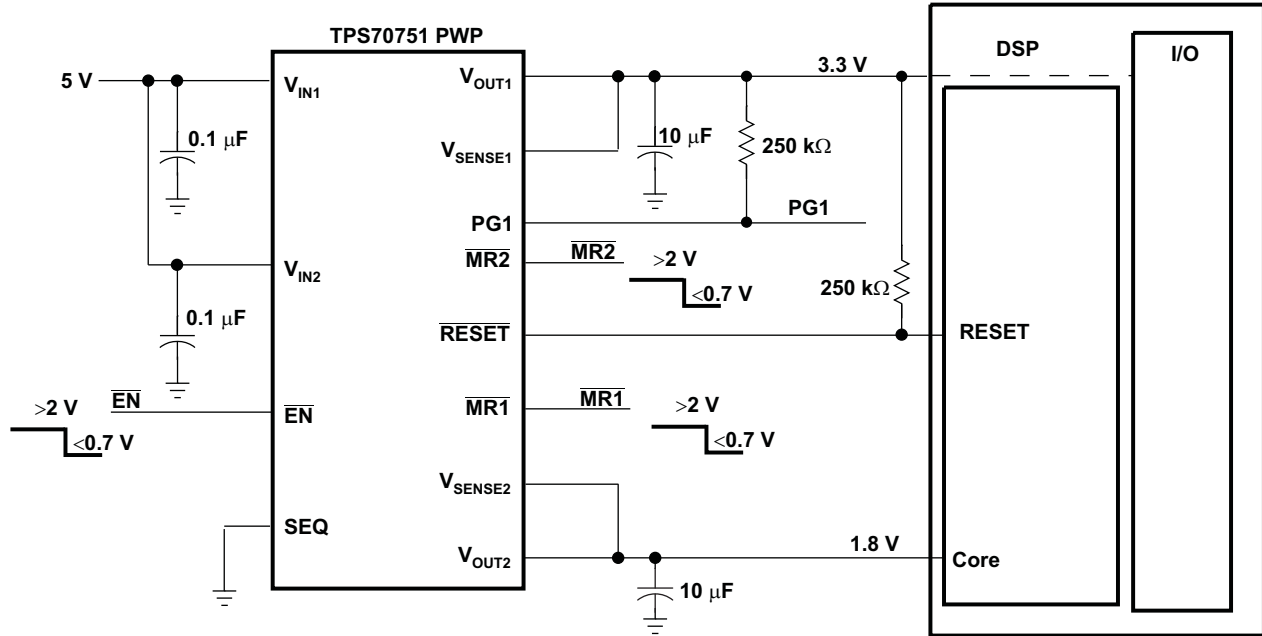 TPS70751 PWP
DSP
I/O
5 V
VIN1
VOUT1
3.3 V
0.1 μF
10 μF
250 kΩ
VSENSE1
PG1
PG1
MR2
MR2
>2 V
<0.7 V
VIN2
250 kΩ
0.1 μF
RESET
RESET
EN
>2 V
<0.7 V
EN
MR1
MR1
>2 V
<0.7 V
VSENSE2
SEQ
VOUT2
1.8 V
Core
10 μF